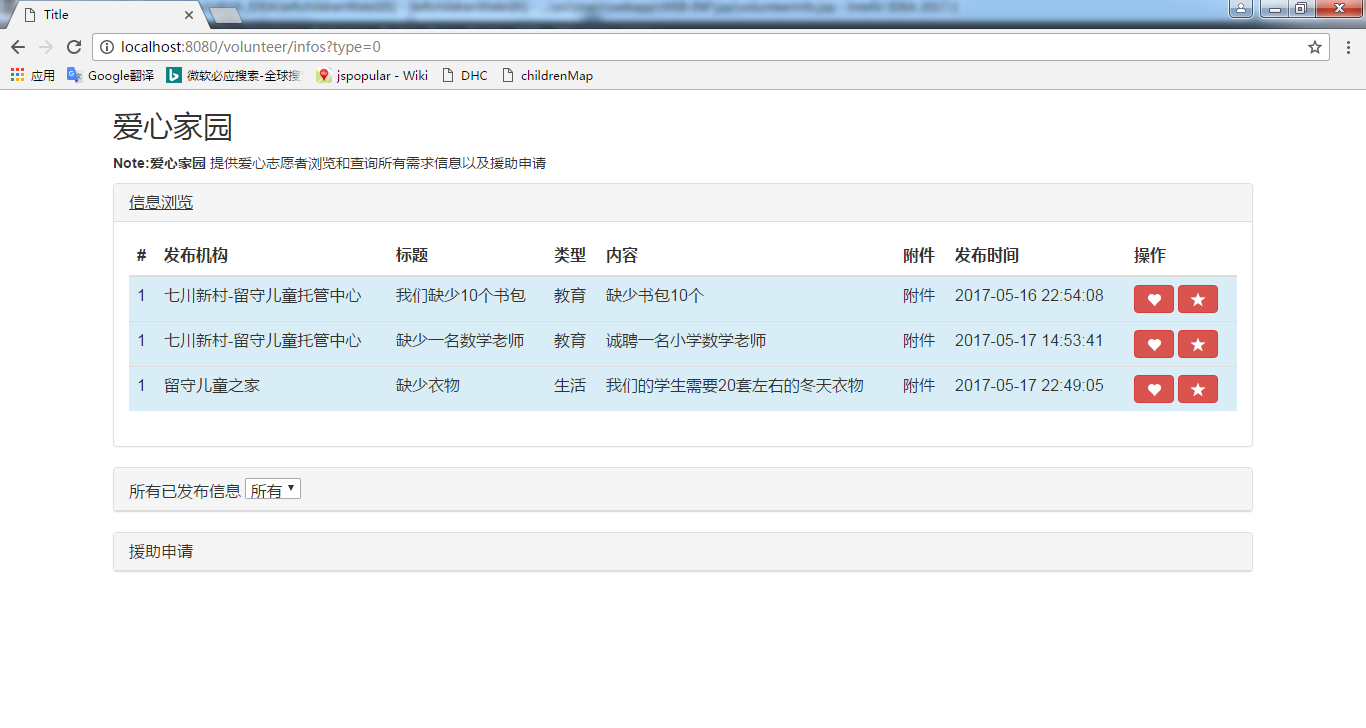 Title
localhost:8080/volunteer/infos?type=0
应用 Google翻译 微软必应搜索-全球搜 jspopular - Wiki DHC childrenMap
爱心家园
Note:爱心家园 提供爱心志愿者浏览和查询所有需求信息以及援助申请
信息浏览
# 发布机构 标题 类型 内容 附件 发布时间 操作
1 七川新村-留守儿童托管中心 我们缺少10个书包 教育 缺少书包10个 附件 2017-05-16 22:54:08
1 七川新村-留守儿童托管中心 缺少一名数学老师 教育 诚聘一名小学数学老师 附件 2017-05-17 14:53:41
1 留守儿童之家 缺少衣物 生活 我们的学生需要20套左右的冬天衣物 附件 2017-05-17 22:49:05
所有已发布信息 所有
援助申请